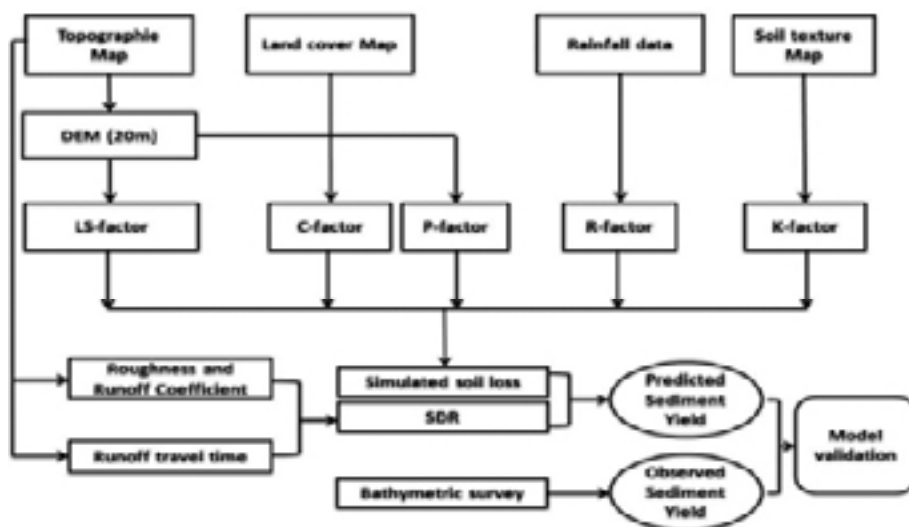 Topographie
Map
Land cover Map
Rainfall data
Soil texture
Map
DEM (20m)
LS-factor
C-factor
P-factor
R-factor
K-factor
Roughness and
Runoff Coefficient
Simulated soil loss
Predicted
Sediment
Yield
SDR
Model
validation
Runoff travel time
Bathymetric survey
Observed
Sediment
Yield